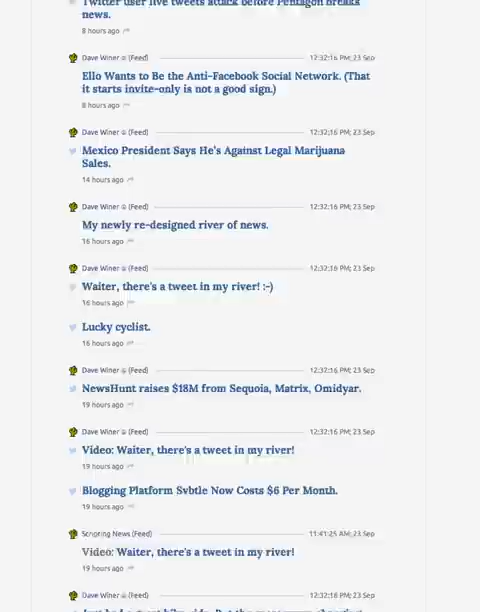 Twitter user live tweets attack before Pentagon breaks
news.
8 hours ago
Dave Winer ☮ (Feed) 12:32:16 PM; 23 Sep
Ello Wants to Be the Anti-Facebook Social Network. (That
it starts invite-only is not a good sign.)
8 hours ago
Dave Winer ☮ (Feed) 12:32:16 PM; 23 Sep
Mexico President Says He's Against Legal Marijuana
Sales.
14 hours ago
Dave Winer ☮ (Feed) 12:32:16 PM; 23 Sep
My newly re-designed river of news.
16 hours ago
Dave Winer ☮ (Feed) 12:32:16 PM; 23 Sep
Waiter, there's a tweet in my river! :-)
16 hours ago
Lucky cyclist.
16 hours ago
Dave Winer ☮ (Feed) 12:32:16 PM; 23 Sep
NewsHunt raises $18M from Sequoia, Matrix, Omidyar.
19 hours ago
Dave Winer ☮ (Feed) 12:32:16 PM; 23 Sep
Video: Waiter, there's a tweet in my river!
19 hours ago
Blogging Platform Svbtle Now Costs $6 Per Month.
19 hours ago
Scripting News (Feed) 11:41:25 AM; 23 Sep
Video: Waiter, there's a tweet in my river!
19 hours ago
Dave Winer ☮ (Feed) 12:32:16 PM; 23 Sep